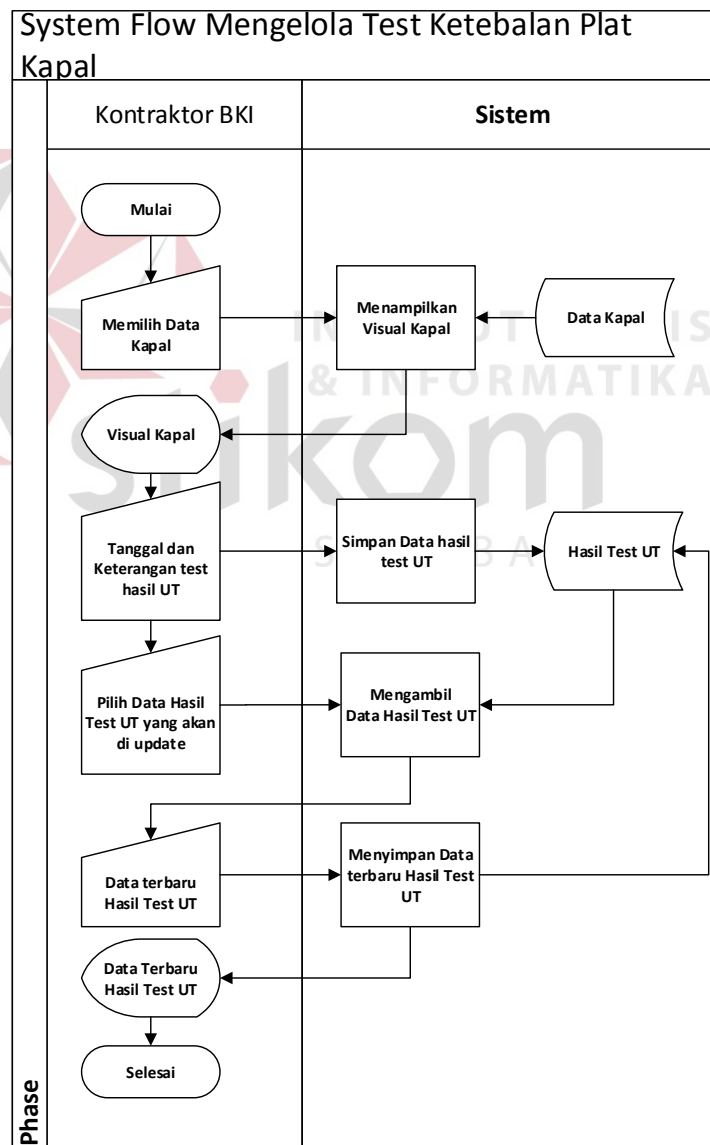 System Flow Mengelola Test Ketebalan Plat
Kapal
Kontraktor BKI
Sistem
Mulai
Memilih Data
Kapal
Menampilkan
Visual Kapal
Data Kapal
Visual Kapal
Tanggal dan
Keterangan test
hasil UT
Simpan Data hasil
test UT
Hasil Test UT
Pilih Data Hasil
Test UT yang akan
di update
Mengambil
Data Hasil Test UT
Data terbaru
Hasil Test UT
Menyimpan Data
terbaru Hasil Test
UT
Data Terbaru
Hasil Test UT
Selesai
Phase
& INFORMATIKA
stikom